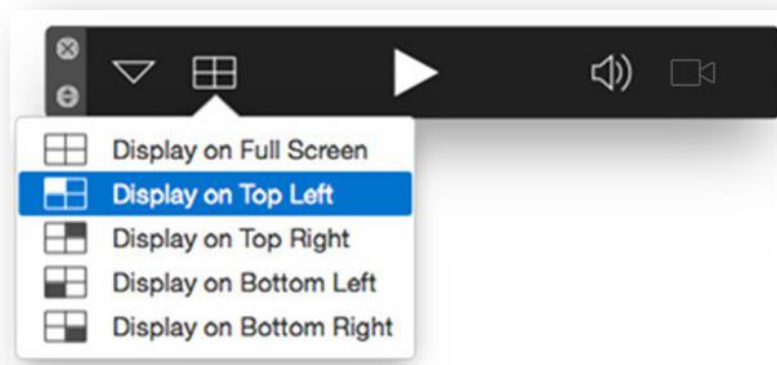 Display on Full Screen
Display on Top Left
Display on Top Right
Display on Bottom Left
Display on Bottom Right